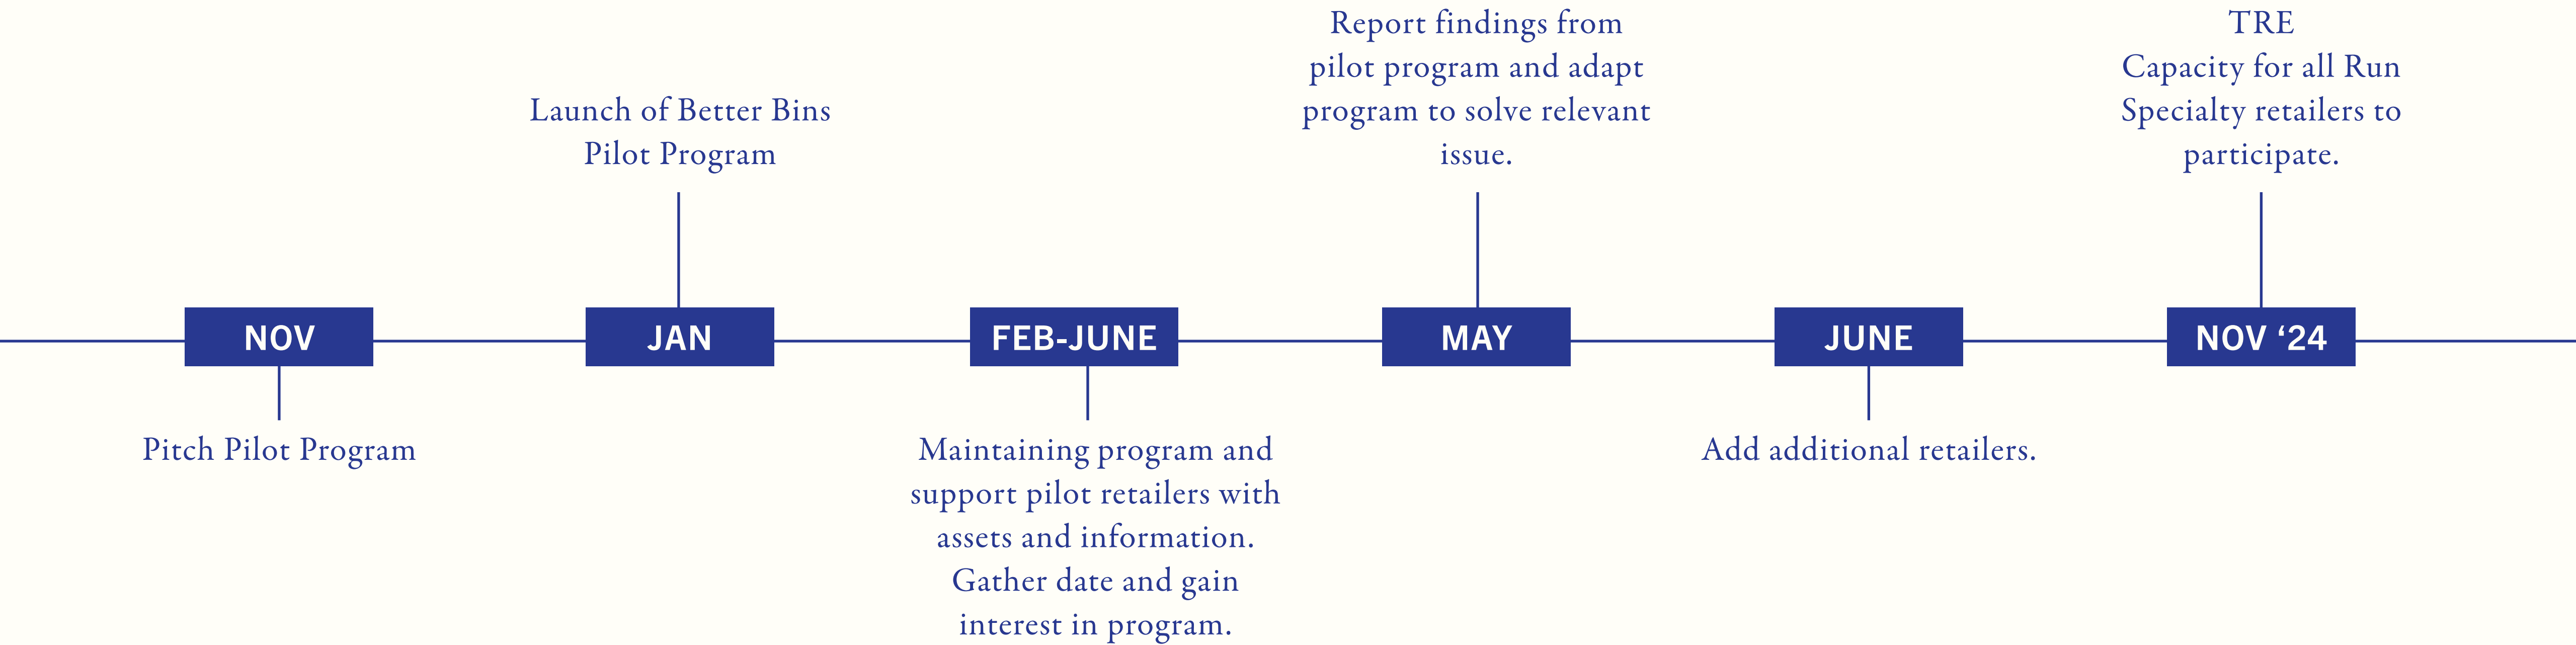 NOV
Pitch Pilot Program
Launch of Better Bins
Pilot Program
JAN
FEB-JUNE
Maintaining program and
support pilot retailers with
assets and information.
Gather date and gain
interest in program.
Report findings from
pilot program and adapt
program to solve relevant
issue.
MAY
JUNE
Add additional retailers.
TRE
Capacity for all Run
Specialty retailers to
participate.
NOV ‘24